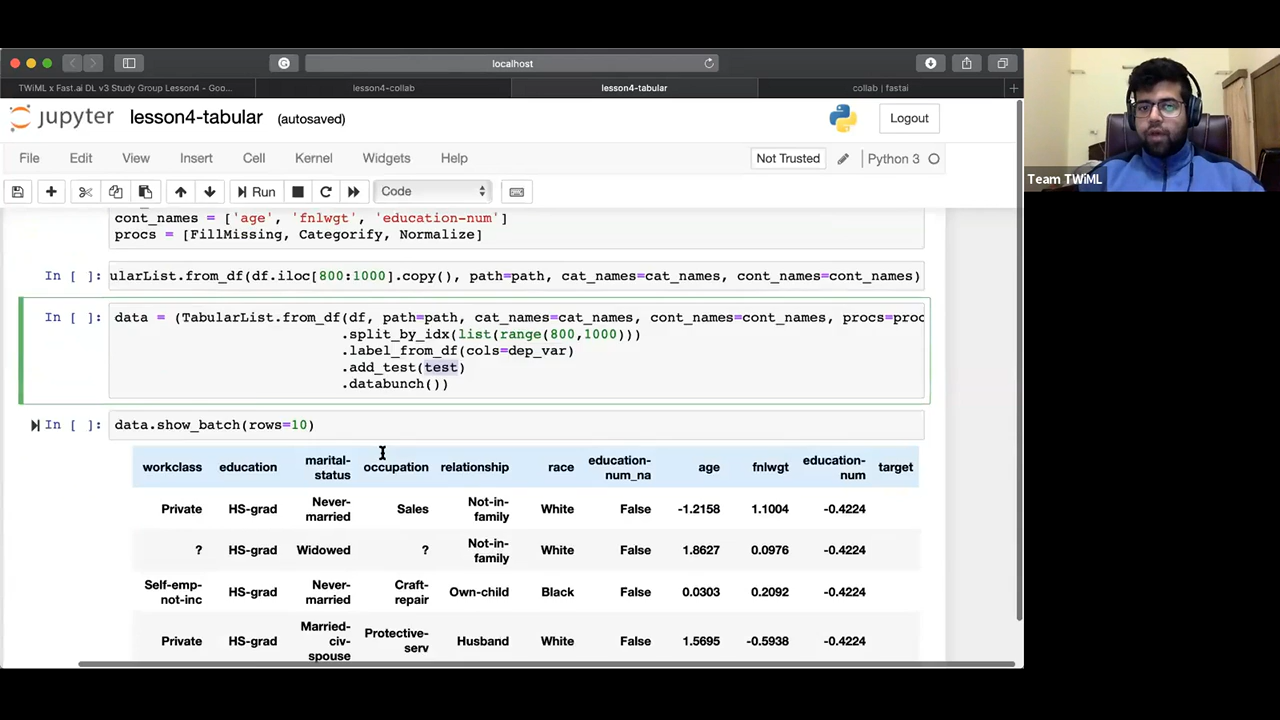 localhost
TWiML x Fast.ai DL v3 Study Group Lesson4 - Goo...
lesson4-collab
lesson4-tabular
collab | fastai
jupyter
lesson4-tabular
(autosaved)
Logout
File Edit View Insert Cell Kernel Widgets Help
Not Trusted
Python 3
Run
Code
cont_names = ['age', 'fnlwgt', 'education-num']
procs = [FillMissing, Categorify, Normalize]
In [ ]: ularList.from_df(df.iloc[800:1000].copy(), path=path, cat_names=cat_names, cont_names=cont_names)
In [ ]: data = (TabularList.from_df(df, path=path, cat_names=cat_names, cont_names=cont_names, procs=proc
.split_by_idx(list(range(800,1000)))
.label_from_df(cols=dep_var)
.add_test(test)
.databunch())
In [ ]: data.show_batch(rows=10)
workclass education marital-status occupation relationship race education-num_na age fnlwgt education-num target
Private HS-grad Never-married Sales Not-in-family White False -1.2158 1.1004 -0.4224
? HS-grad Widowed ? Not-in-family White False 1.8627 0.0976 -0.4224
Self-emp-not-inc HS-grad Never-married Craft-repair Own-child Black False 0.0303 0.2092 -0.4224
Private HS-grad Married-civ-spouse Protective-serv Husband White False 1.5695 -0.5938 -0.4224
Team TWiML